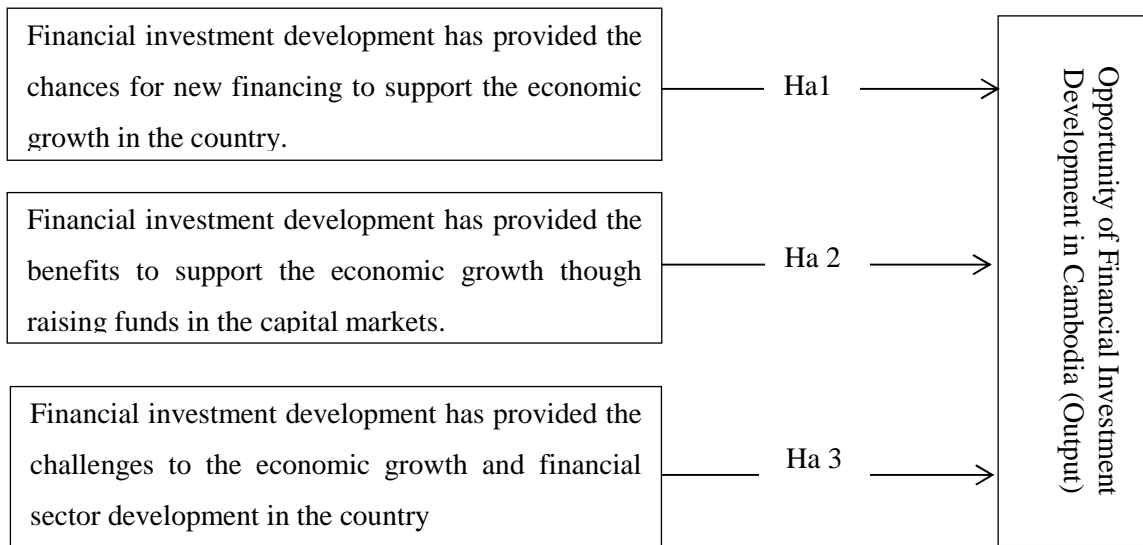 Financial investment development has provided the
chances for new financing to support the economic
growth in the country.
Ha1
Financial investment development has provided the
benefits to support the economic growth though
raising funds in the capital markets.
Ha 2
Financial investment development has provided the
challenges to the economic growth and financial
sector development in the country
Ha 3
Opportunity of Financial Investment
Development in Cambodia (Output)